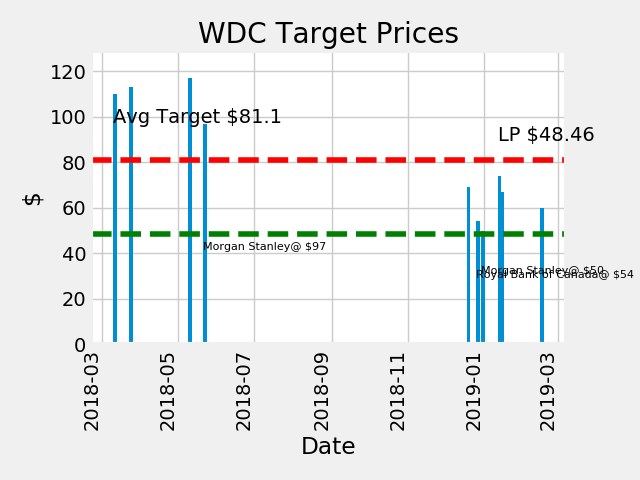 WDC Target Prices
120
100
80
60
40
20
0
$
Avg Target $81.1
LP $48.46
Morgan Stanley@ $97
Morgan Stanley@ $50
Royal Bank of Canada@ $54
2018-03
2018-05
2018-07
2018-09
2018-11
2019-01
2019-03
Date